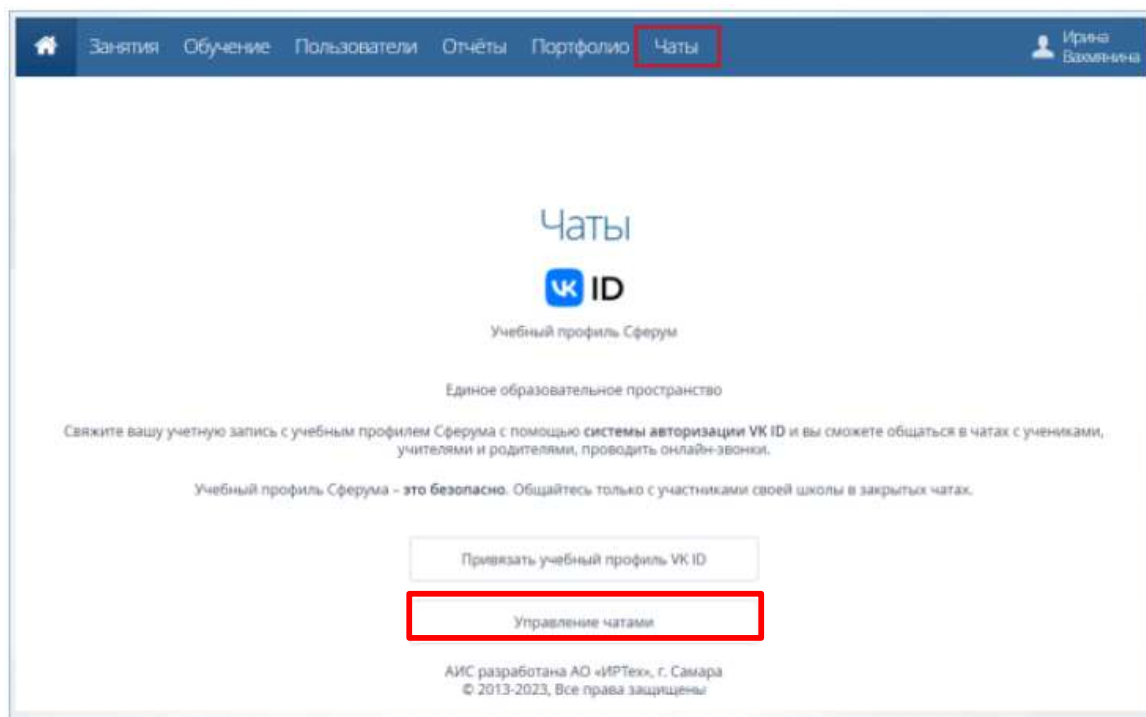 Занятия Обучение Пользователи Отчёты Портфолио Чаты
Ирина
Вахмянина
Чаты
VK ID
Учебный профиль Сферум
Единое образовательное пространство
Свяжите вашу учетную запись с учебным профилем Сферума с помощью системы авторизации VK ID и вы сможете общаться в чатах с учениками,
учителями и родителями, проводить онлайн-звонки.
Учебный профиль Сферума – это безопасно. Общайтесь только с участниками своей школы в закрытых чатах.
Привязать учебный профиль VK ID
Управление чатами
АИС разработана АО «ИРТех», г. Самара
© 2013-2023, Все права защищены